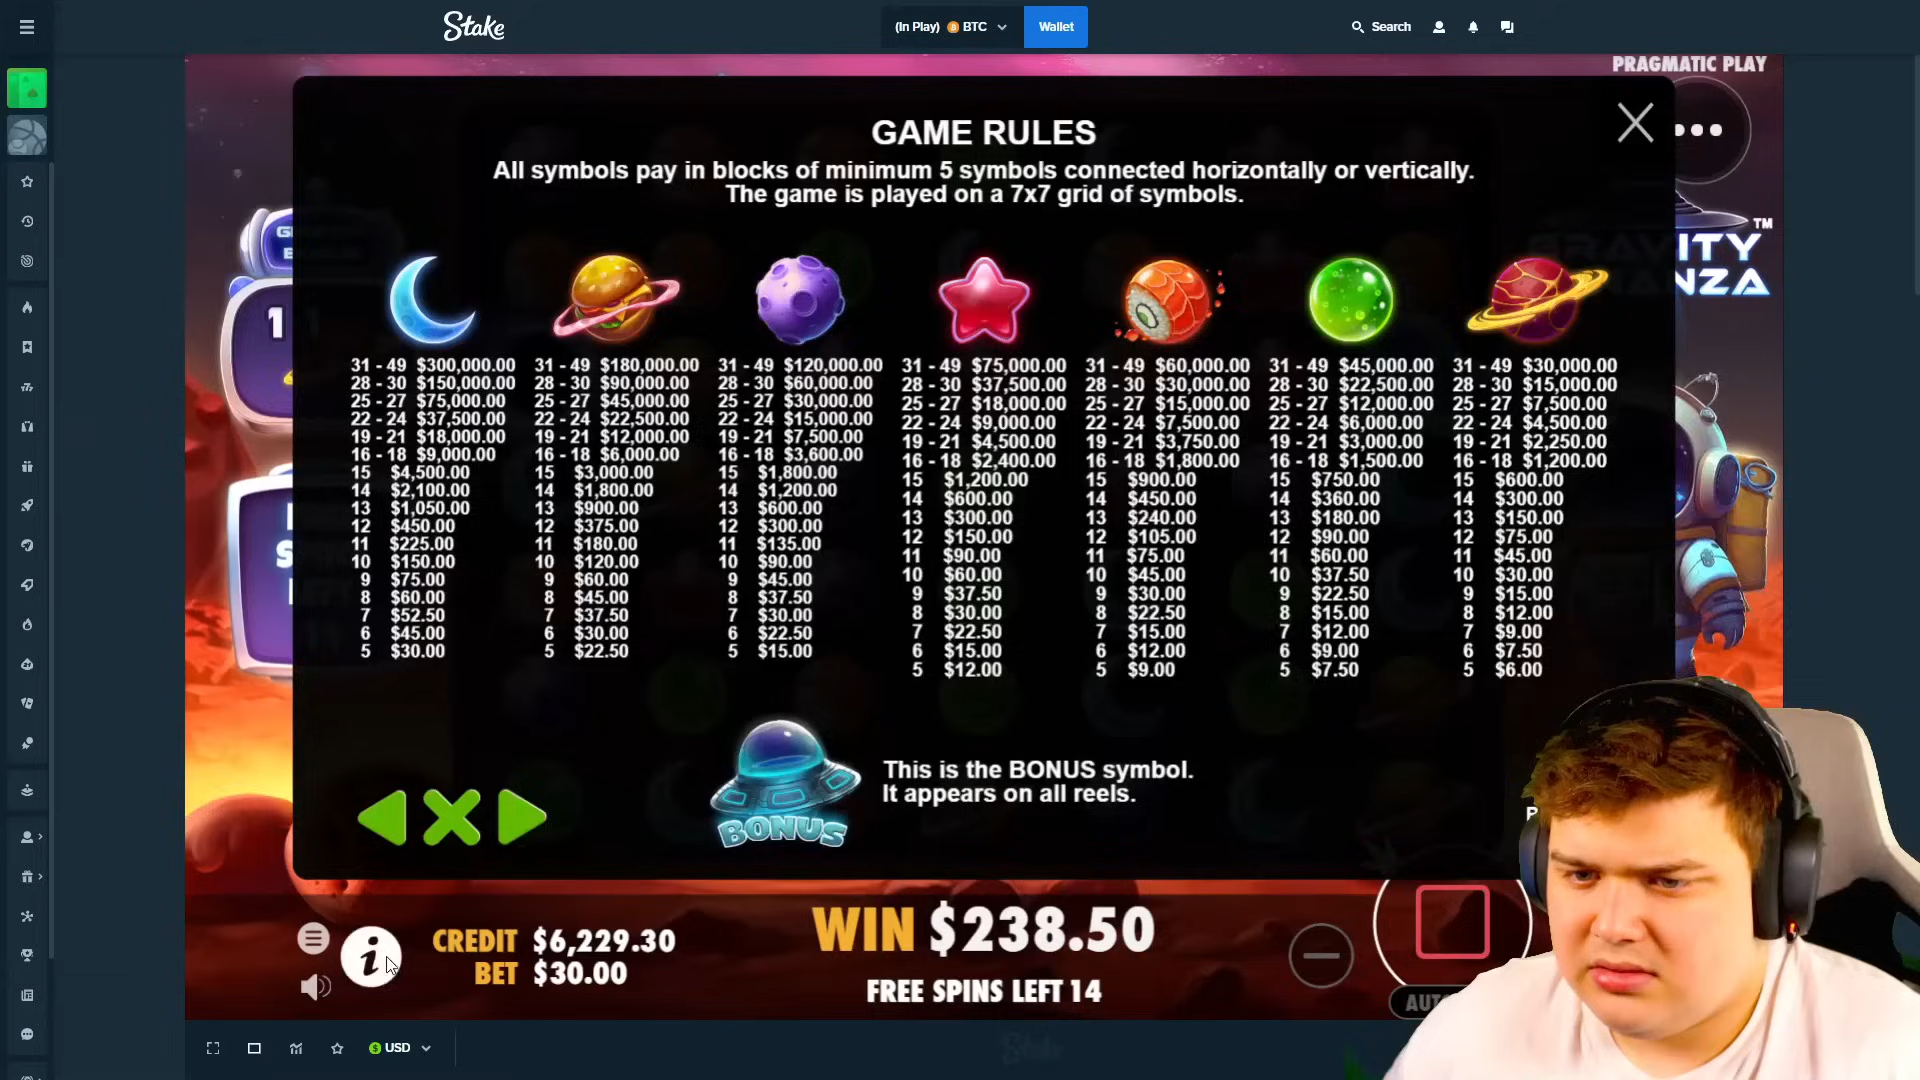 Stake
(In Play) BTC
Wallet
Search
PRAGMATIC PLAY
GAME RULES
All symbols pay in blocks of minimum 5 symbols connected horizontally or vertically.
The game is played on a 7x7 grid of symbols.
TM
GRAVITY
BONANZA
31 - 49 $300,000.00
28 - 30 $150,000.00
25 - 27 $75,000.00
22 - 24 $37,500.00
19 - 21 $18,000.00
16 - 18 $9,000.00
15 $4,500.00
14 $2,100.00
13 $1,050.00
12 $450.00
11 $225.00
10 $150.00
9 $75.00
8 $60.00
7 $52.50
6 $45.00
5 $30.00
31 - 49 $180,000.00
28 - 30 $90,000.00
25 - 27 $45,000.00
22 - 24 $22,500.00
19 - 21 $12,000.00
16 - 18 $6,000.00
15 $3,000.00
14 $1,800.00
13 $900.00
12 $375.00
11 $180.00
10 $120.00
9 $60.00
8 $45.00
7 $37.50
6 $30.00
5 $22.50
31 - 49 $120,000.00
28 - 30 $60,000.00
25 - 27 $30,000.00
22 - 24 $15,000.00
19 - 21 $7,500.00
16 - 18 $3,600.00
15 $1,800.00
14 $1,200.00
13 $600.00
12 $300.00
11 $135.00
10 $90.00
9 $45.00
8 $37.50
7 $30.00
6 $22.50
5 $15.00
31 - 49 $75,000.00
28 - 30 $37,500.00
25 - 27 $18,000.00
22 - 24 $9,000.00
19 - 21 $4,500.00
16 - 18 $2,400.00
15 $1,200.00
14 $600.00
13 $300.00
12 $150.00
11 $90.00
10 $60.00
9 $37.50
8 $30.00
7 $22.50
6 $15.00
5 $12.00
31 - 49 $60,000.00
28 - 30 $30,000.00
25 - 27 $15,000.00
22 - 24 $7,500.00
19 - 21 $3,750.00
16 - 18 $1,800.00
15 $900.00
14 $450.00
13 $240.00
12 $105.00
11 $75.00
10 $45.00
9 $30.00
8 $22.50
7 $15.00
6 $12.00
5 $9.00
31 - 49 $45,000.00
28 - 30 $22,500.00
25 - 27 $12,000.00
22 - 24 $6,000.00
19 - 21 $3,000.00
16 - 18 $1,500.00
15 $750.00
14 $360.00
13 $180.00
12 $90.00
11 $60.00
10 $37.50
9 $22.50
8 $15.00
7 $12.00
6 $9.00
5 $7.50
31 - 49 $30,000.00
28 - 30 $15,000.00
25 - 27 $7,500.00
22 - 24 $4,500.00
19 - 21 $2,250.00
16 - 18 $1,200.00
15 $600.00
14 $300.00
13 $150.00
12 $75.00
11 $45.00
10 $30.00
9 $15.00
8 $12.00
7 $9.00
6 $7.50
5 $6.00
BONUS
This is the BONUS symbol.
It appears on all reels.
CREDIT $6,229.30
BET $30.00
WIN $238.50
FREE SPINS LEFT 14
USD